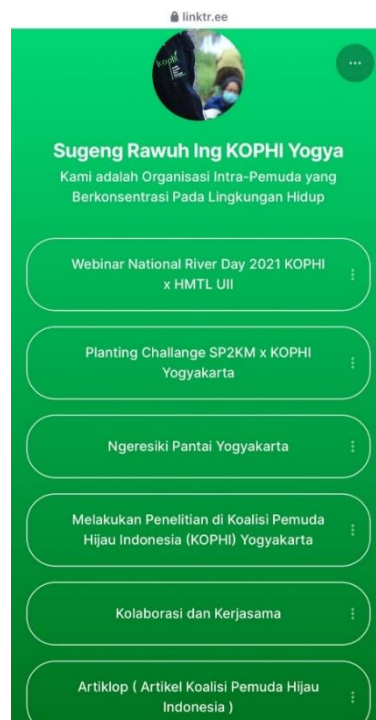 linktr.ee
kophi
Sugeng Rawuh Ing KOPHI Yogya
Kami adalah Organisasi Intra-Pemuda yang
Berkonsentrasi Pada Lingkungan Hidup
Webinar National River Day 2021 KOPHI
x HMTL UII
Planting Challange SP2KM x KOPHI
Yogyakarta
Ngeresiki Pantai Yogyakarta
Melakukan Penelitian di Koalisi Pemuda
Hijau Indonesia (KOPHI) Yogyakarta
Kolaborasi dan Kerjasama
Artiklop ( Artikel Koalisi Pemuda Hijau
Indonesia )